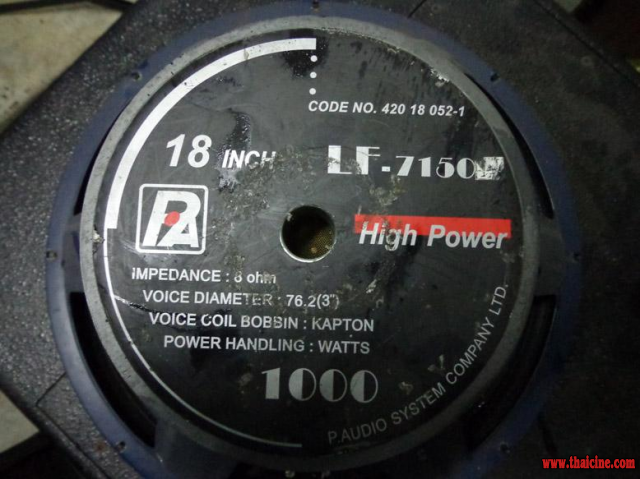 CODE NO. 420 18 052-1
18 INCH LF-7150
PA
High Power
IMPEDANCE : 8 ohm
VOICE DIAMETER : 76.2(3")
VOICE COIL BOBBIN : KAPTON
POWER HANDLING : WATTS
1000
P.AUDIO SYSTEM COMPANY LTD.
www.thaicine.com